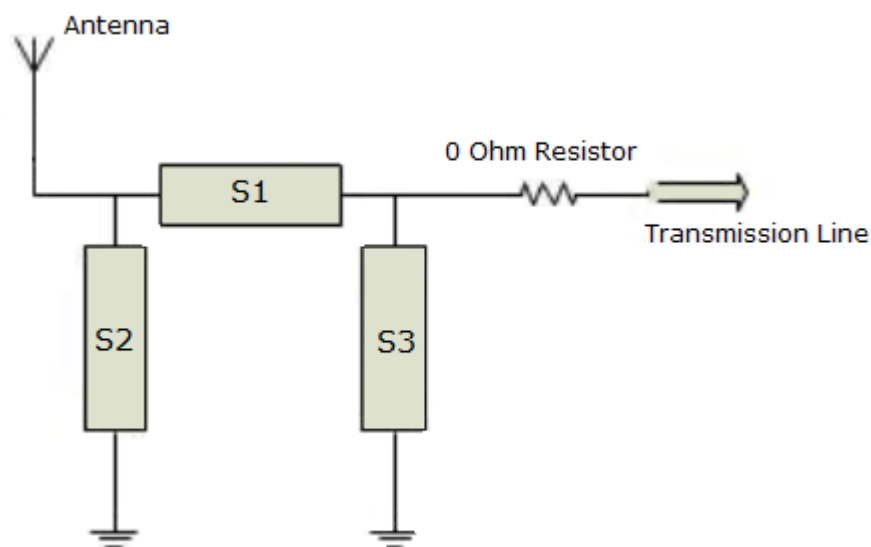 Antenna
0 Ohm Resistor
S1
Transmission Line
S2
S3